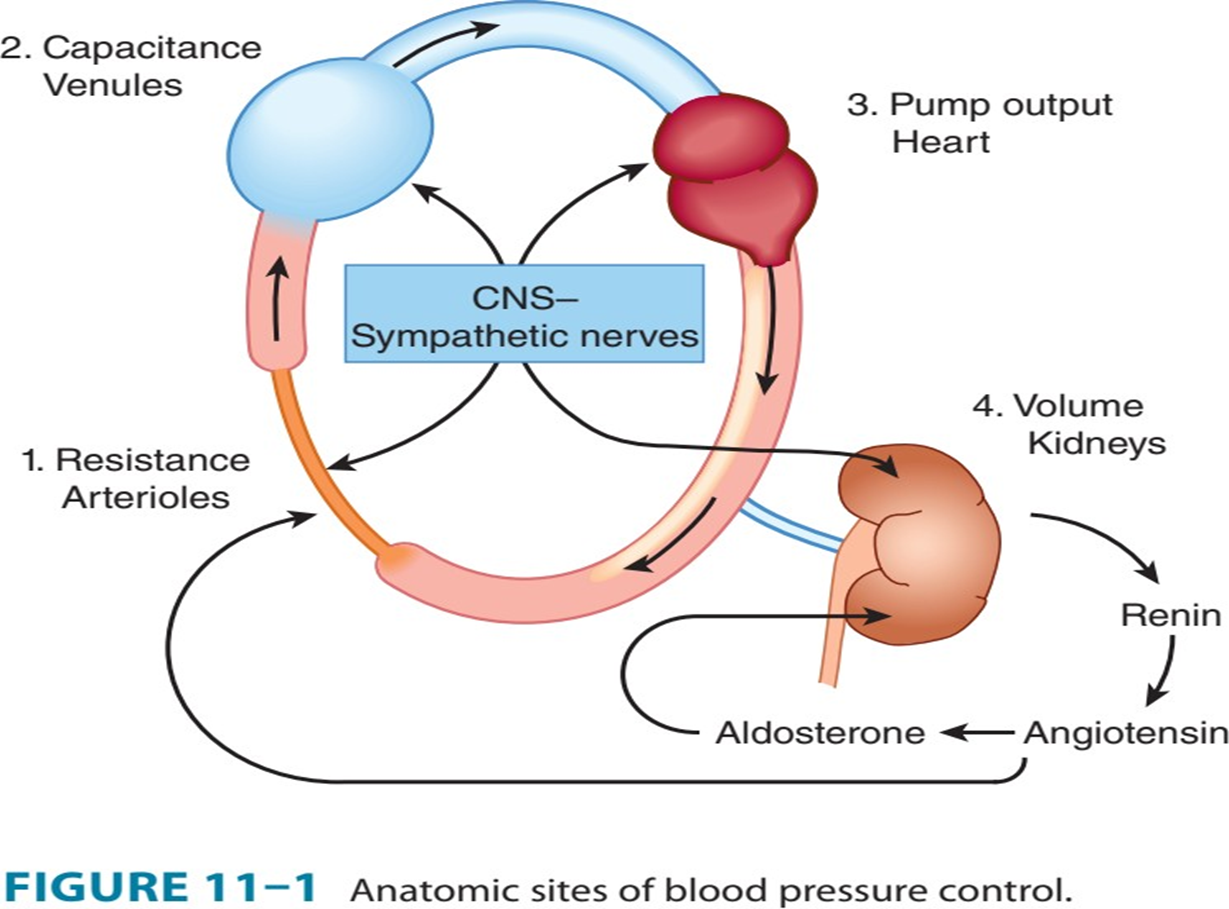 2. Capacitance
Venules
3. Pump output
Heart
CNS–
Sympathetic nerves
4. Volume
Kidneys
1. Resistance
Arterioles
Renin
Aldosterone
Angiotensin
FIGURE 11–1 Anatomic sites of blood pressure control.